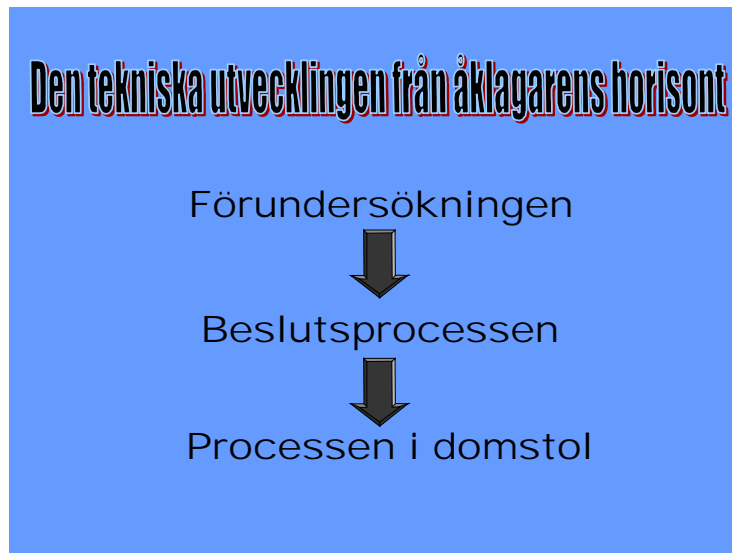 Den tekniska utvecklingen från åklagarens horisont
Förundersökningen
Beslutsprocessen
Processen i domstol